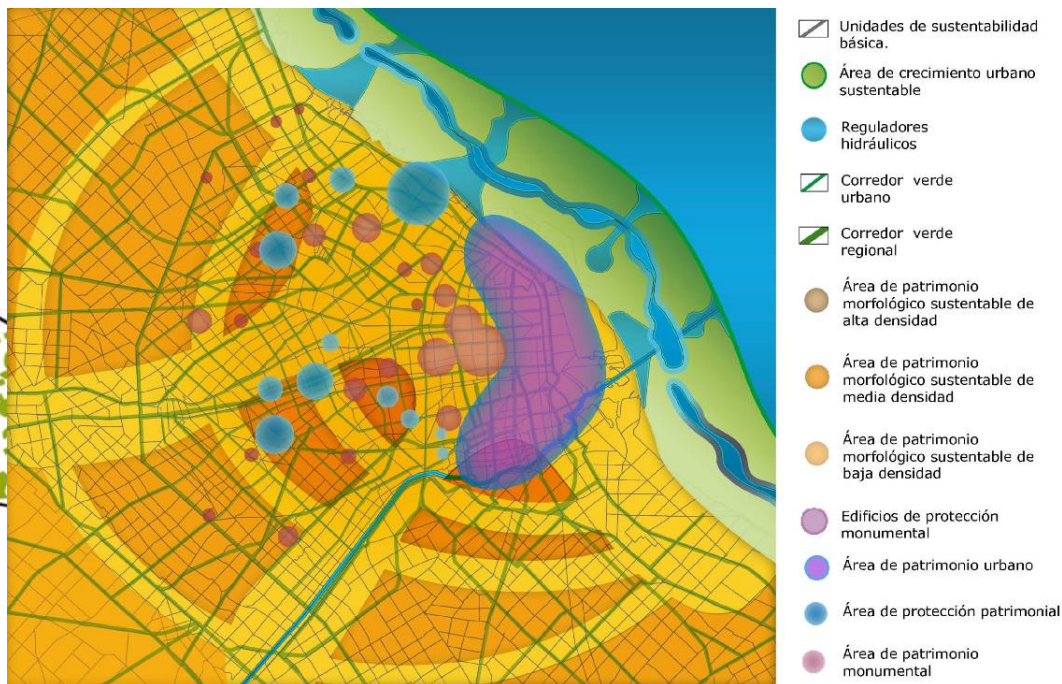 Unidades de sustentabilidad
básica.
Área de crecimiento urbano
sustentable
Reguladores
hidráulicos
Corredor verde
urbano
Corredor verde
regional
Área de patrimonio
morfológico sustentable de
alta densidad
Área de patrimonio
morfológico sustentable de
media densidad
Área de patrimonio
morfológico sustentable de
baja densidad
Edificios de protección
monumental
Área de patrimonio urbano
Área de protección patrimonial
Área de patrimonio
monumental